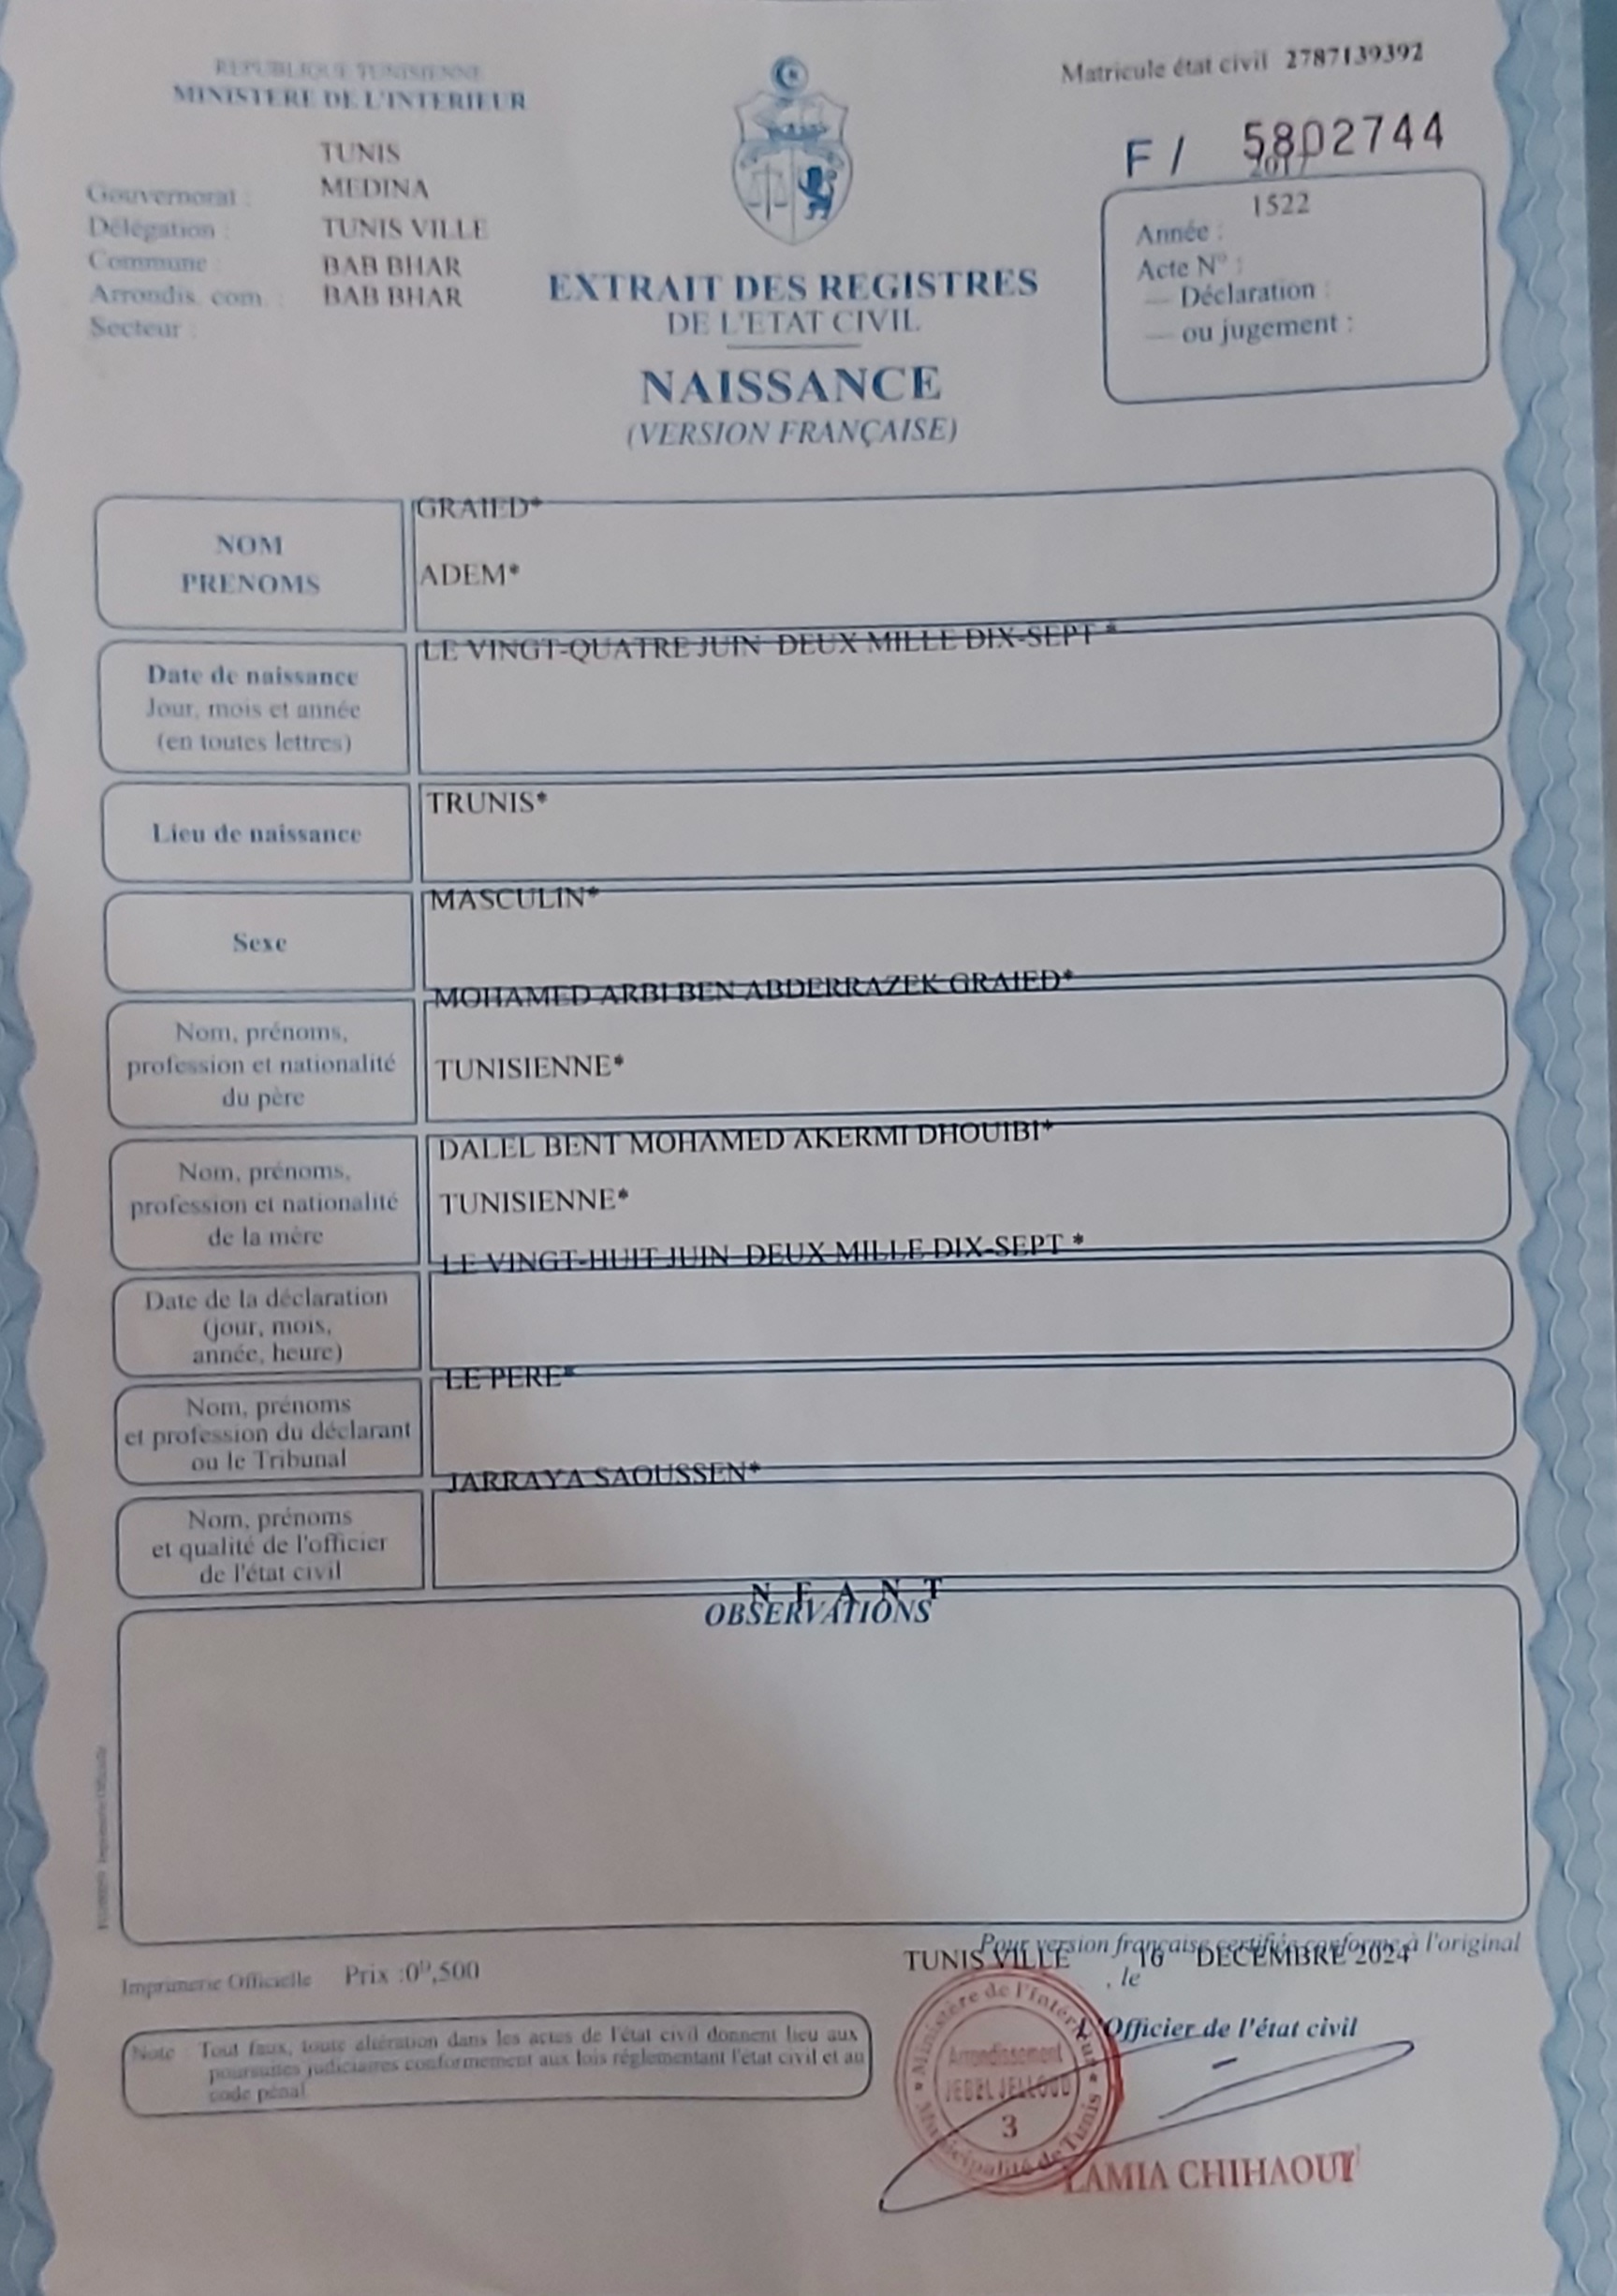 REPUBLIQUE TUNISIENNE
MINISTERE DE L'INTERIEUR
Matricule état civil 2787139392
F / 5802744
TUNIS
Gouvernorat : MEDINA
Délégation : TUNIS VILLE
Commune : BAB BHAR
Arrondis. com. : BAB BHAR
Secteur :
2017
1522
Année :
Acte N° :
— Déclaration :
— ou jugement :
EXTRAIT DES REGISTRES
DE L'ETAT CIVIL
NAISSANCE
(VERSION FRANÇAISE)
NOM
PRENOMS
GRAIED*
ADEM*
Date de naissance
Jour, mois et année
(en toutes lettres)
LE VINGT-QUATRE JUIN DEUX MILLE DIX-SEPT *
Lieu de naissance
TRUNIS*
Sexe
MASCULIN*
Nom, prénoms,
profession et nationalité
du père
MOHAMED ARBI BEN ABDERRAZEK GRAIED*
TUNISIENNE*
Nom, prénoms,
profession et nationalité
de la mère
DALEL BENT MOHAMED AKERMI DHOUIBI*
TUNISIENNE*
Date de la déclaration
(jour, mois,
année, heure)
LE VINGT-HUIT JUIN DEUX MILLE DIX-SEPT *
Nom, prénoms
et profession du déclarant
ou le Tribunal
LE PERE*
Nom, prénoms
et qualité de l'officier
de l'état civil
JARRAYA SAOUSSEN*
N E A N T
OBSERVATIONS
Imprimerie Officielle
Pour version française certifiée conforme à l'original
TUNIS VILLE , le 16 DECEMBRE 2024
Imprimerie Officielle Prix :0D,500
L'Officier de l'état civil
Note : Tout faux, toute altération dans les actes de l'état civil donnent lieu aux
poursuites judiciaires conformement aux lois réglementant l'état civil et au
code pénal
Ministère de l'Intérieur
Arrondissement
JEBEL JELLOUD
3
Municipalité de Tunis
LAMIA CHIHAOUI